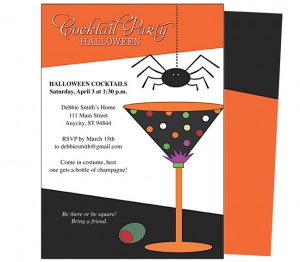 Cocktail Party
HALLOWEEN
HALLOWEEN COCKTAILS
Saturday, April 3 at 1:30 p.m.
Debbie Smith's Home
111 Main Street
Anycity, ST 94844
RSVP by March 15th
to debbiesmith@gmail.com
Come in costume, best
one gets a bottle of champagne!
Be there or be square!
Bring a friend.